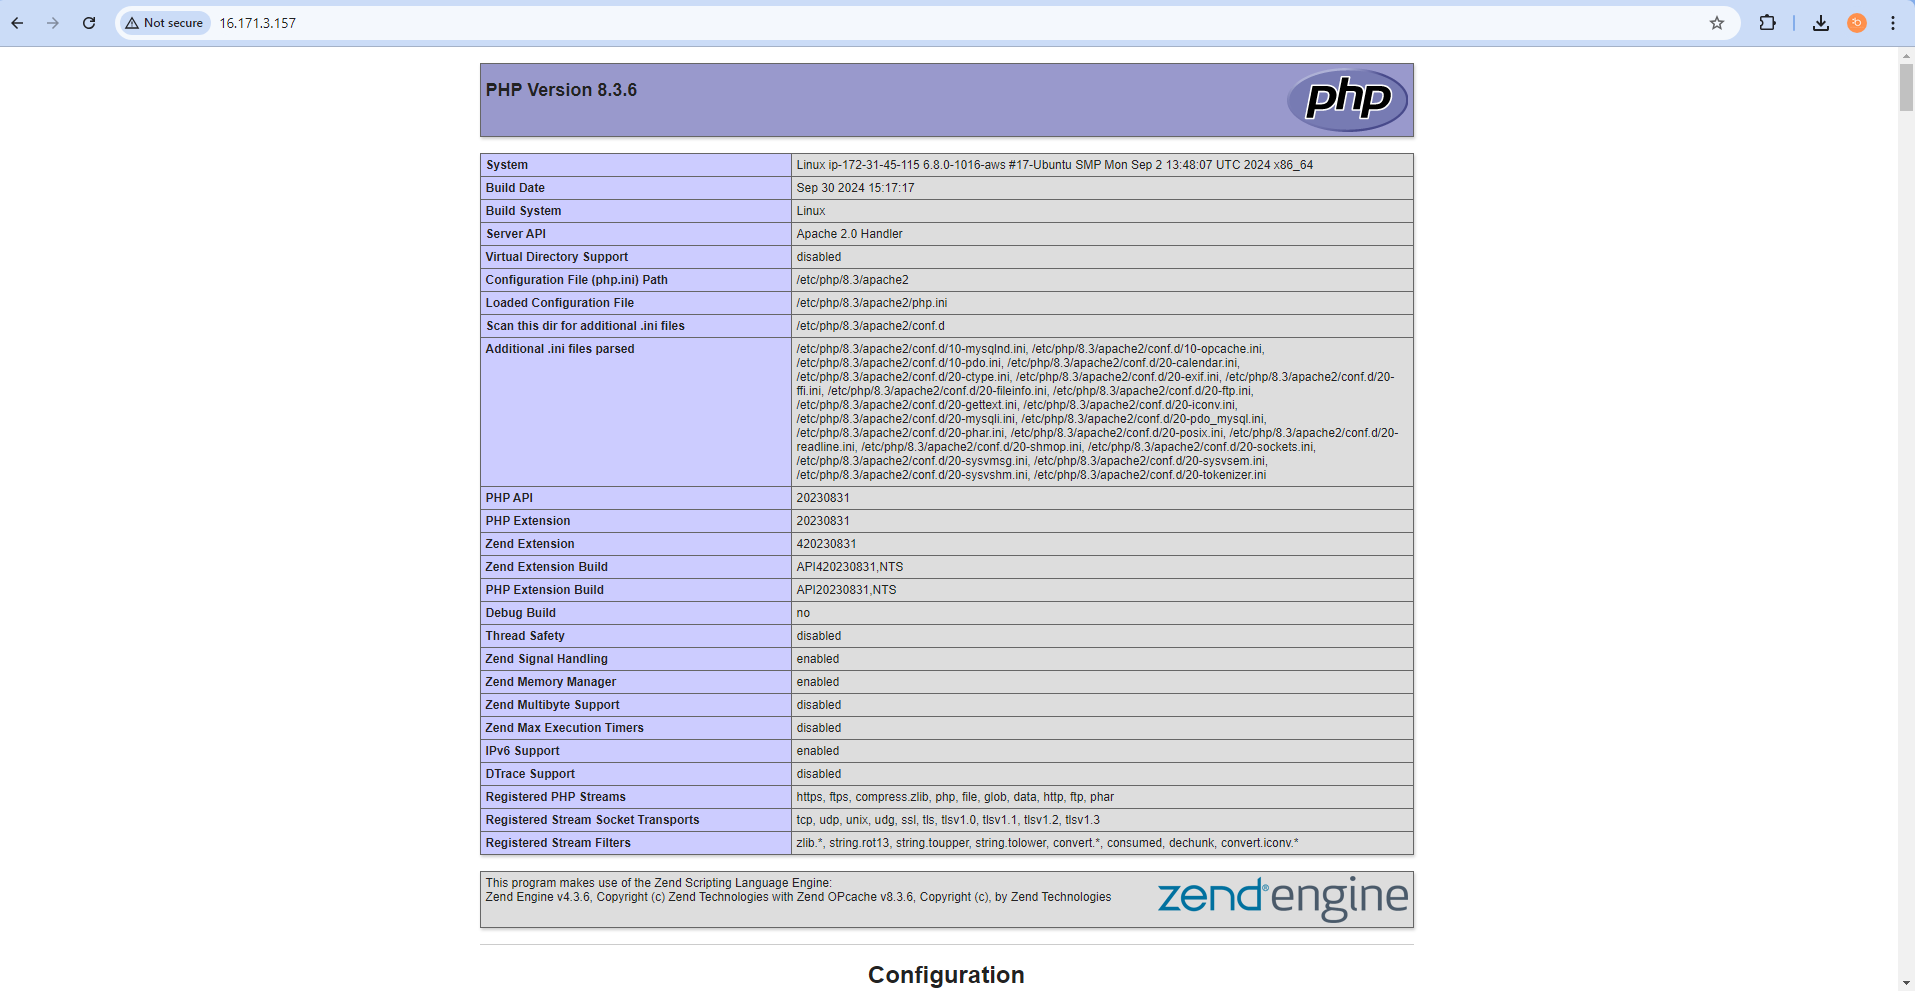 Not secure 16.171.3.157
PHP Version 8.3.6
php
System Linux ip-172-31-45-115 6.8.0-1016-aws #17-Ubuntu SMP Mon Sep 2 13:48:07 UTC 2024 x86_64
Build Date Sep 30 2024 15:17:17
Build System Linux
Server API Apache 2.0 Handler
Virtual Directory Support disabled
Configuration File (php.ini) Path /etc/php/8.3/apache2
Loaded Configuration File /etc/php/8.3/apache2/php.ini
Scan this dir for additional .ini files /etc/php/8.3/apache2/conf.d
Additional .ini files parsed /etc/php/8.3/apache2/conf.d/10-mysqlnd.ini, /etc/php/8.3/apache2/conf.d/10-opcache.ini,
/etc/php/8.3/apache2/conf.d/10-pdo.ini, /etc/php/8.3/apache2/conf.d/20-calendar.ini,
/etc/php/8.3/apache2/conf.d/20-ctype.ini, /etc/php/8.3/apache2/conf.d/20-exif.ini, /etc/php/8.3/apache2/conf.d/20-
ffi.ini, /etc/php/8.3/apache2/conf.d/20-fileinfo.ini, /etc/php/8.3/apache2/conf.d/20-ftp.ini,
/etc/php/8.3/apache2/conf.d/20-gettext.ini, /etc/php/8.3/apache2/conf.d/20-iconv.ini,
/etc/php/8.3/apache2/conf.d/20-mysqli.ini, /etc/php/8.3/apache2/conf.d/20-pdo_mysql.ini,
/etc/php/8.3/apache2/conf.d/20-phar.ini, /etc/php/8.3/apache2/conf.d/20-posix.ini, /etc/php/8.3/apache2/conf.d/20-
readline.ini, /etc/php/8.3/apache2/conf.d/20-shmop.ini, /etc/php/8.3/apache2/conf.d/20-sockets.ini,
/etc/php/8.3/apache2/conf.d/20-sysvmsg.ini, /etc/php/8.3/apache2/conf.d/20-sysvsem.ini,
/etc/php/8.3/apache2/conf.d/20-sysvshm.ini, /etc/php/8.3/apache2/conf.d/20-tokenizer.ini
PHP API 20230831
PHP Extension 20230831
Zend Extension 420230831
Zend Extension Build API420230831,NTS
PHP Extension Build API20230831,NTS
Debug Build no
Thread Safety disabled
Zend Signal Handling enabled
Zend Memory Manager enabled
Zend Multibyte Support disabled
Zend Max Execution Timers disabled
IPv6 Support enabled
DTrace Support disabled
Registered PHP Streams https, ftps, compress.zlib, php, file, glob, data, http, ftp, phar
Registered Stream Socket Transports tcp, udp, unix, udg, ssl, tls, tlsv1.0, tlsv1.1, tlsv1.2, tlsv1.3
Registered Stream Filters zlib.*, string.rot13, string.toupper, string.tolower, convert.*, consumed, dechunk, convert.iconv.*
This program makes use of the Zend Scripting Language Engine:
Zend Engine v4.3.6, Copyright (c) Zend Technologies with Zend OPcache v8.3.6, Copyright (c), by Zend Technologies
zend® engine
Configuration